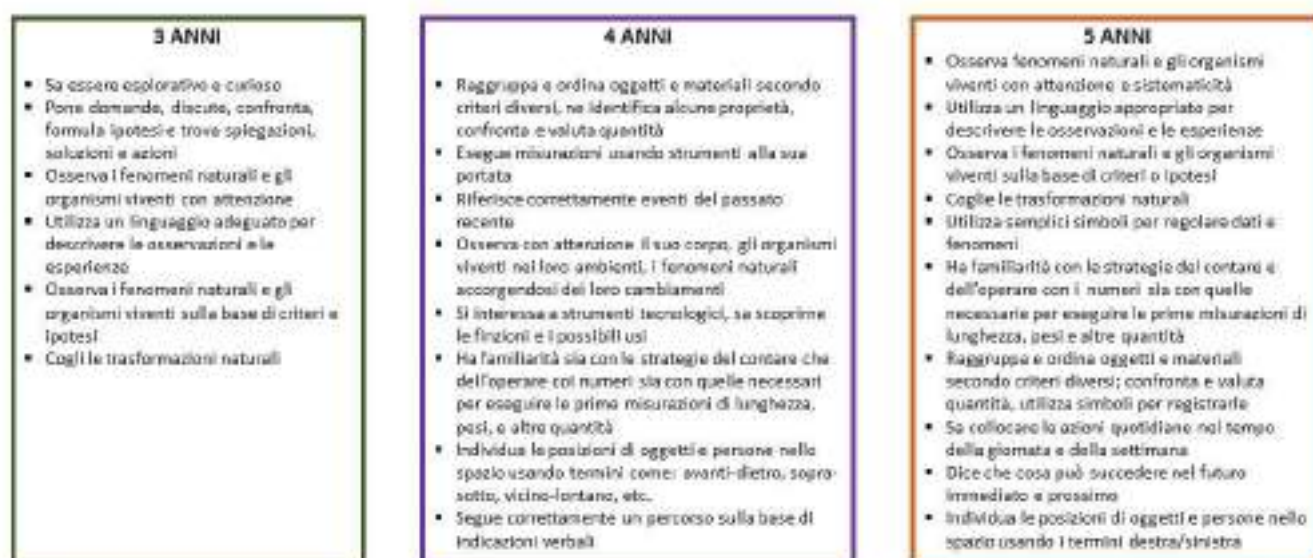 3 ANNI
▪ Sa essere esplorativo e curioso
▪ Pone domande, discute, confronta,
formula ipotesi e trova spiegazioni,
soluzioni e azioni
▪ Osserva i fenomeni naturali e gli
organismi viventi con attenzione
▪ Utilizza un linguaggio adeguato per
descrivere le osservazioni e le
esperienze
▪ Osserva i fenomeni naturali e gli
organismi viventi sulla base di criteri e
ipotesi
▪ Cogli le trasformazioni naturali
4 ANNI
▪ Raggruppa e ordina oggetti e materiali secondo
criteri diversi, ne identifica alcune proprietà,
confronta e valuta quantità
▪ Esegue misurazioni usando strumenti alla sua
portata
▪ Riferisce correttamente eventi del passato
recente
▪ Osserva con attenzione il suo corpo, gli organismi
viventi nei loro ambienti, i fenomeni naturali
accorgendosi dei loro cambiamenti
▪ Si interessa a strumenti tecnologici, sa scoprirne
le finzioni e i possibili usi
▪ Ha familiarità sia con le strategie del contare che
dell'operare coi numeri sia con quelle necessari
per eseguire le prime misurazioni di lunghezza,
pesi, e altre quantità
▪ Individua le posizioni di oggetti e persone nello
spazio usando termini come: avanti-dietro, sopra-
sotto, vicino-lontano, etc.
▪ Segue correttamente un percorso sulla base di
indicazioni verbali
5 ANNI
▪ Osserva fenomeni naturali e gli organismi
viventi con attenzione e sistematicità
▪ Utilizza un linguaggio appropriato per
descrivere le osservazioni e le esperienze
▪ Osserva i fenomeni naturali e gli organismi
viventi sulla base di criteri o ipotesi
▪ Coglie le trasformazioni naturali
▪ Utilizza semplici simboli per regolare dati e
fenomeni
▪ Ha familiarità con le strategie del contare e
dell'operare con i numeri sia con quelle
necessarie per eseguire le prime misurazioni di
lunghezza, pesi e altre quantità
▪ Raggruppa e ordina oggetti e materiali
secondo criteri diversi; confronta e valuta
quantità, utilizza simboli per registrarle
▪ Sa collocare le azioni quotidiane nel tempo
della giornata e della settimana
▪ Dice che cosa può succedere nel futuro
immediato e prossimo
▪ Individua le posizioni di oggetti e persone nello
spazio usando i termini destra/sinistra